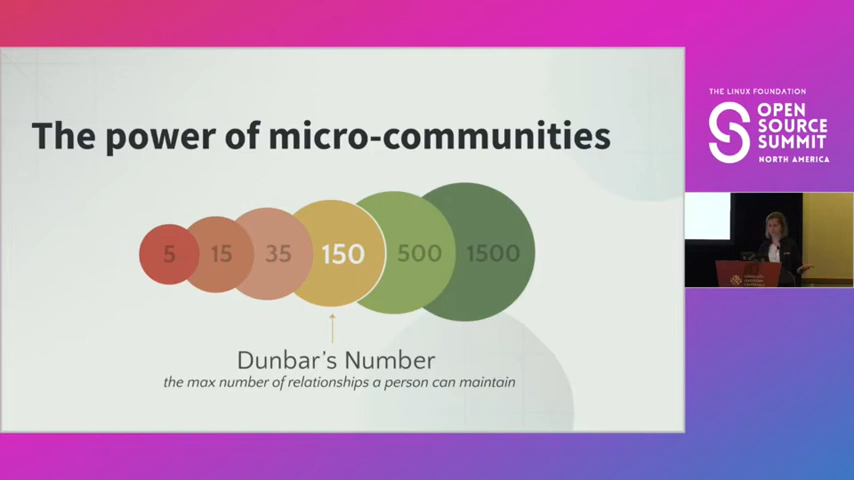 The power of micro-communities
5 15 35 150 500 1500
Dunbar's Number
the max number of relationships a person can maintain
THE LINUX FOUNDATION
OPEN
SOURCE
SUMMIT
NORTH AMERICA